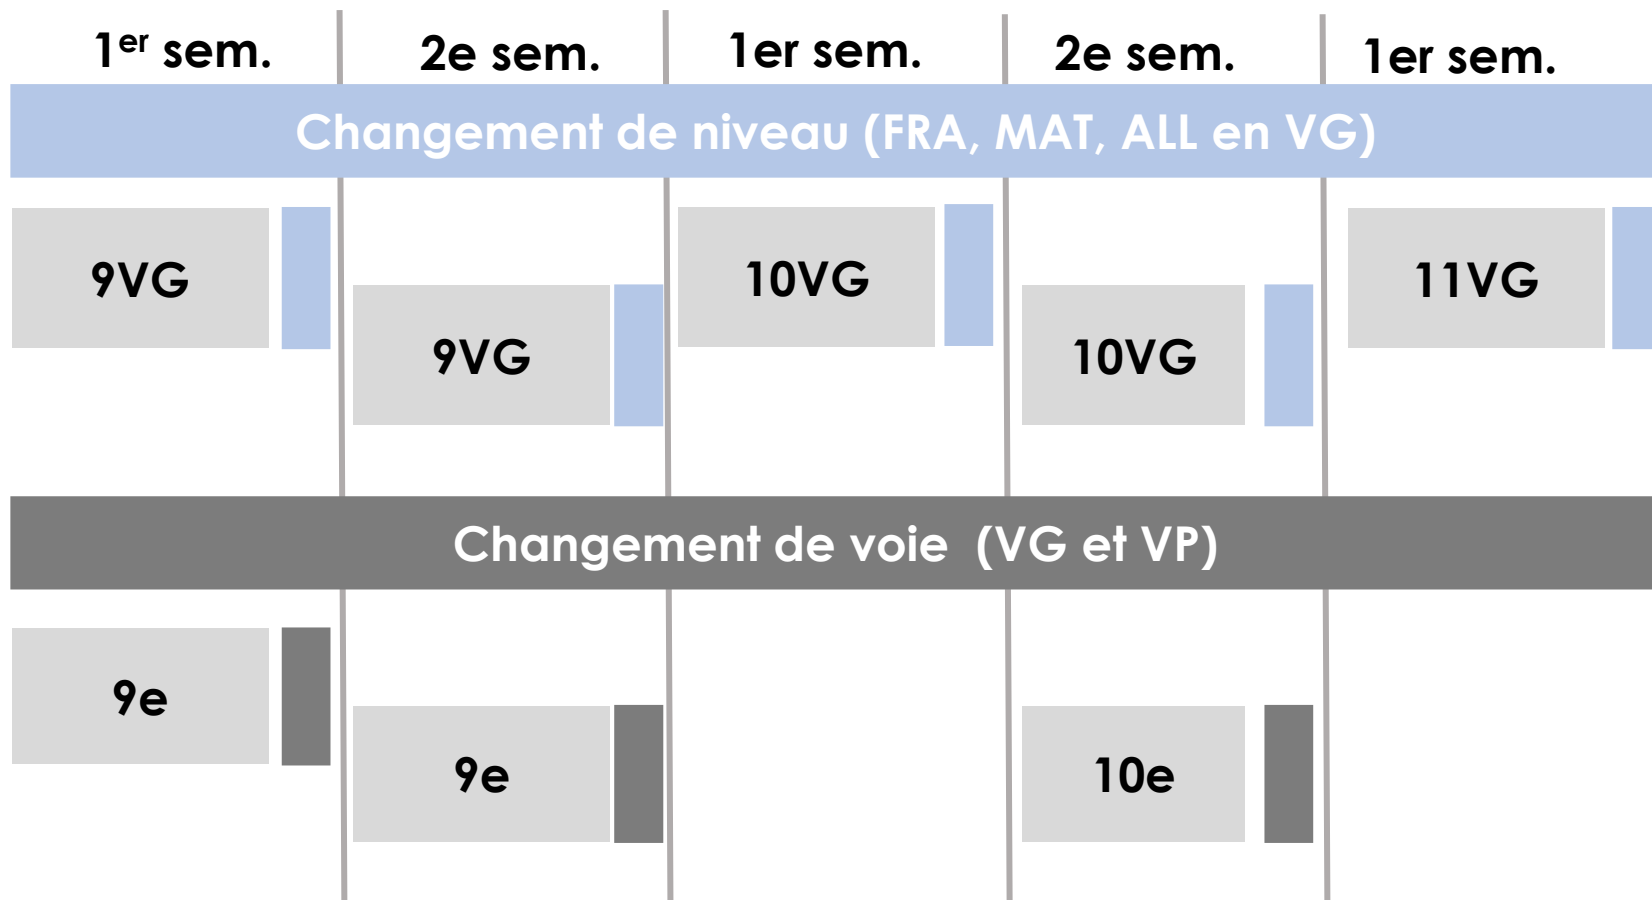 1er sem.
2e sem.
1er sem.
2e sem.
1er sem.
Changement de niveau (FRA, MAT, ALL en VG)
9VG
9VG
10VG
10VG
11VG
Changement de voie (VG et VP)
9e
9e
10e